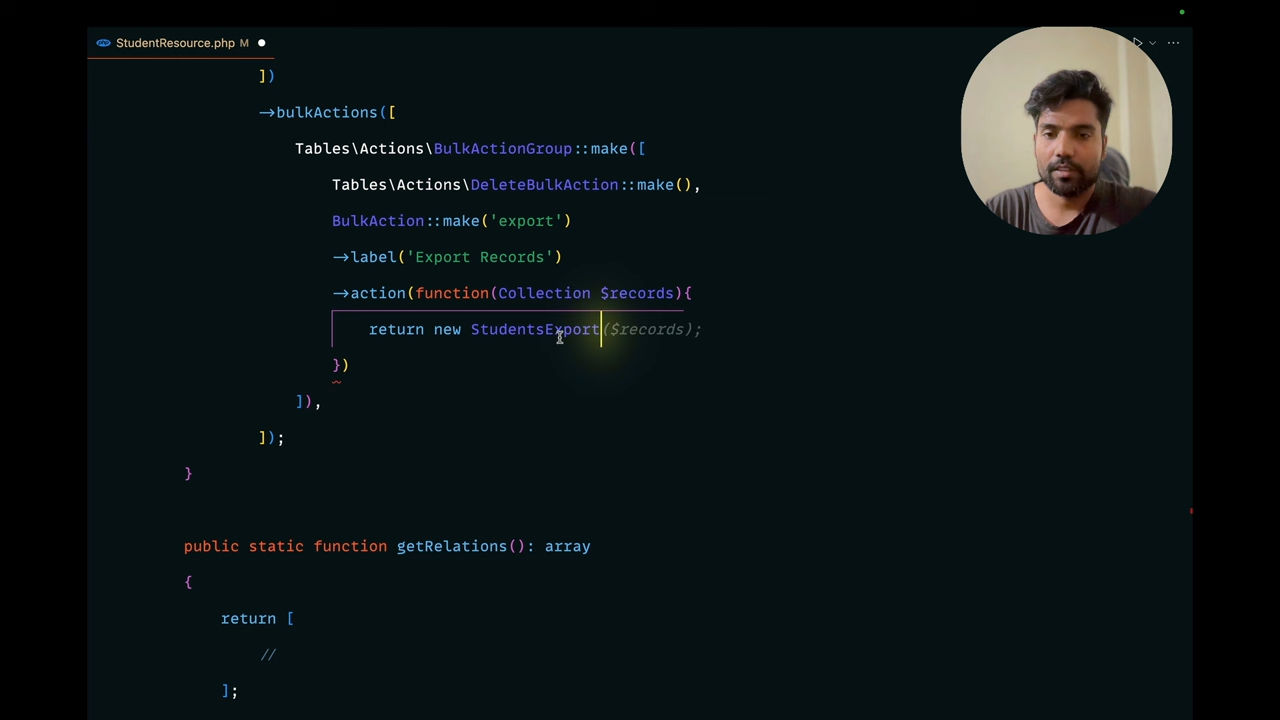 StudentResource.php M
])
->bulkActions([
Tables\Actions\BulkActionGroup::make([
Tables\Actions\DeleteBulkAction::make(),
BulkAction::make('export')
->label('Export Records')
->action(function(Collection $records){
return new StudentsExport($records);
})
]),
]);
}
public static function getRelations(): array
{
return [
//
];